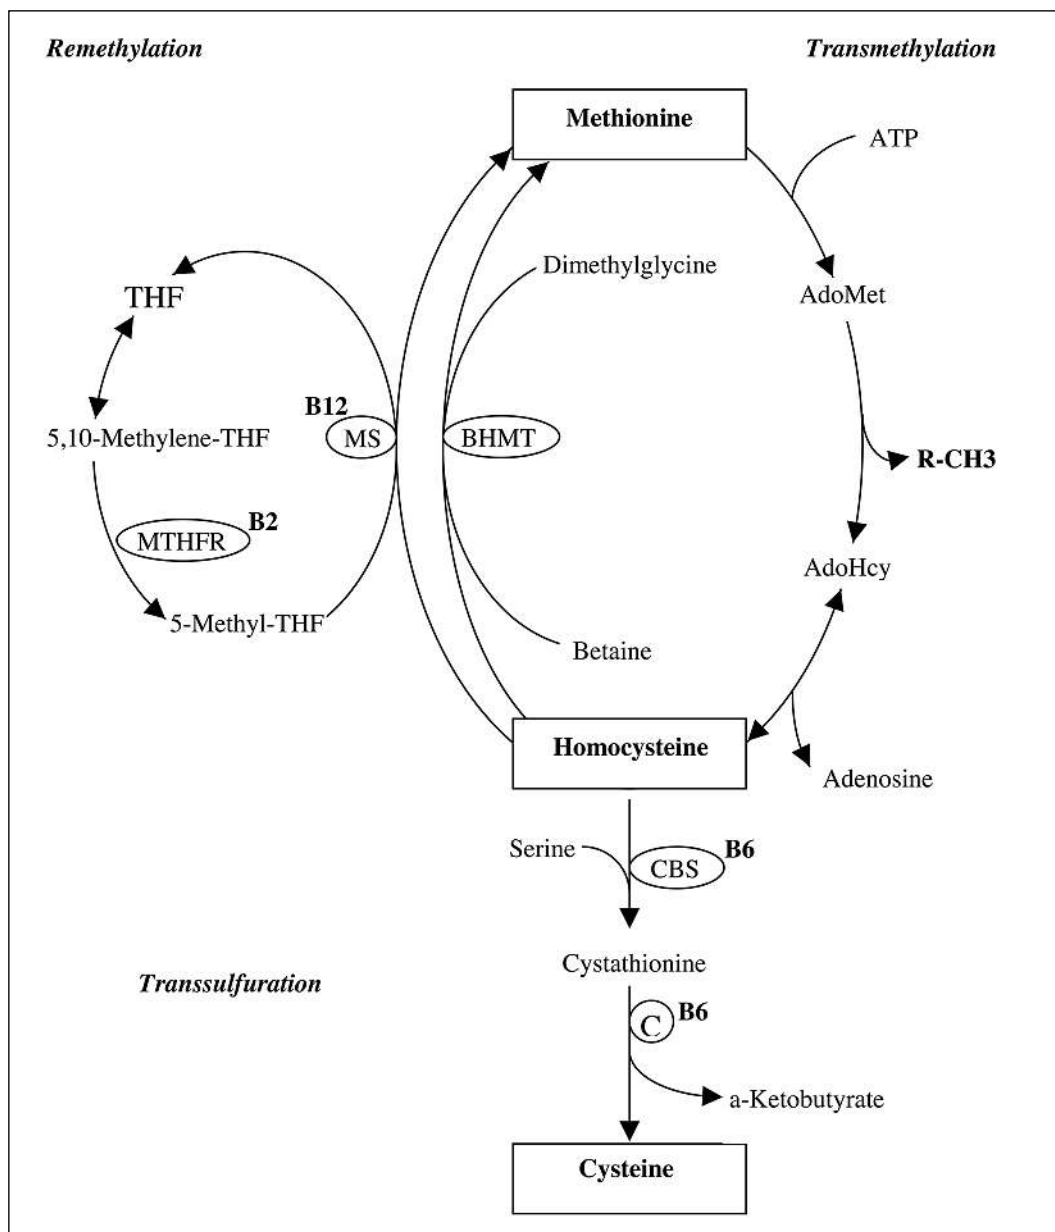 Remethylation
Transmethylation
Methionine
ATP
Dimethylglycine
THF
AdoMet
B12
5,10-Methylene-THF
MS
BHMT
R-CH3
B2
MTHFR
AdoHcy
5-Methyl-THF
Betaine
Homocysteine
Adenosine
Serine
B6
CBS
Cystathionine
Transsulfuration
B6
C
a-Ketobutyrate
Cysteine